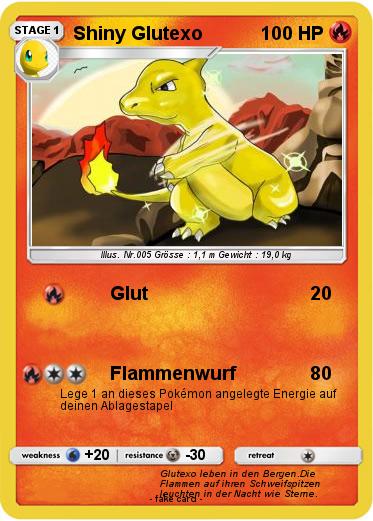 STAGE 1
Shiny Glutexo
100 HP
Illus. Nr.005 Grösse : 1,1 m Gewicht : 19,0 kg
Glut 20
Flammenwurf 80
Lege 1 an dieses Pokémon angelegte Energie auf
deinen Ablagestapel
weakness +20 resistance -30 retreat
Glutexo leben in den Bergen.Die
Flammen auf ihren Schweifspitzen
leuchten in der Nacht wie Sterne.
- fake card -